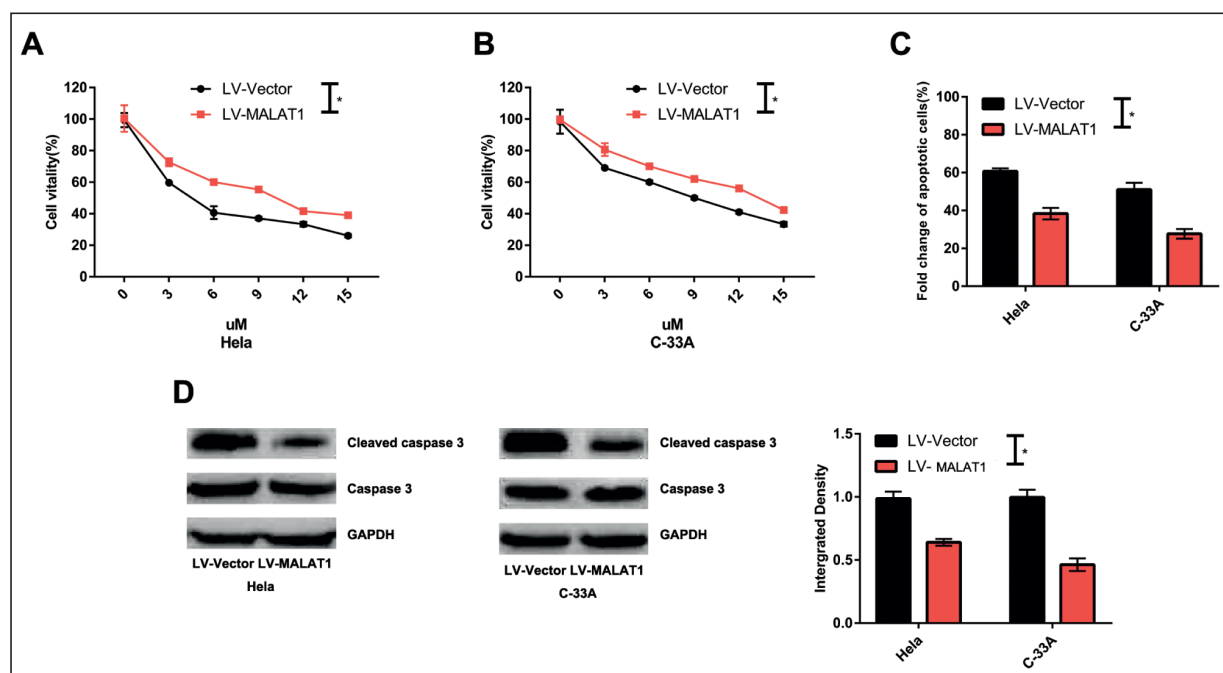 A
Cell vitality(%)
120
100
80
60
40
20
0
LV-Vector
LV-MALAT1
*
0 3 6 9 12 15
uM
Hela
B
Cell vitality(%)
120
100
80
60
40
20
0
LV-Vector
LV-MALAT1
*
0 3 6 9 12 15
uM
C-33A
C
Fold change of apoptotic cells(%)
100
80
60
40
20
0
LV-Vector
LV-MALAT1
*
Hela C-33A
D
Cleaved caspase 3
Caspase 3
GAPDH
LV-Vector LV-MALAT1
Hela
Cleaved caspase 3
Caspase 3
GAPDH
LV-Vector LV-MALAT1
C-33A
Intergrated Density
1.5
1.0
0.5
0.0
LV-Vector
LV- MALAT1
*
Hela C-33A